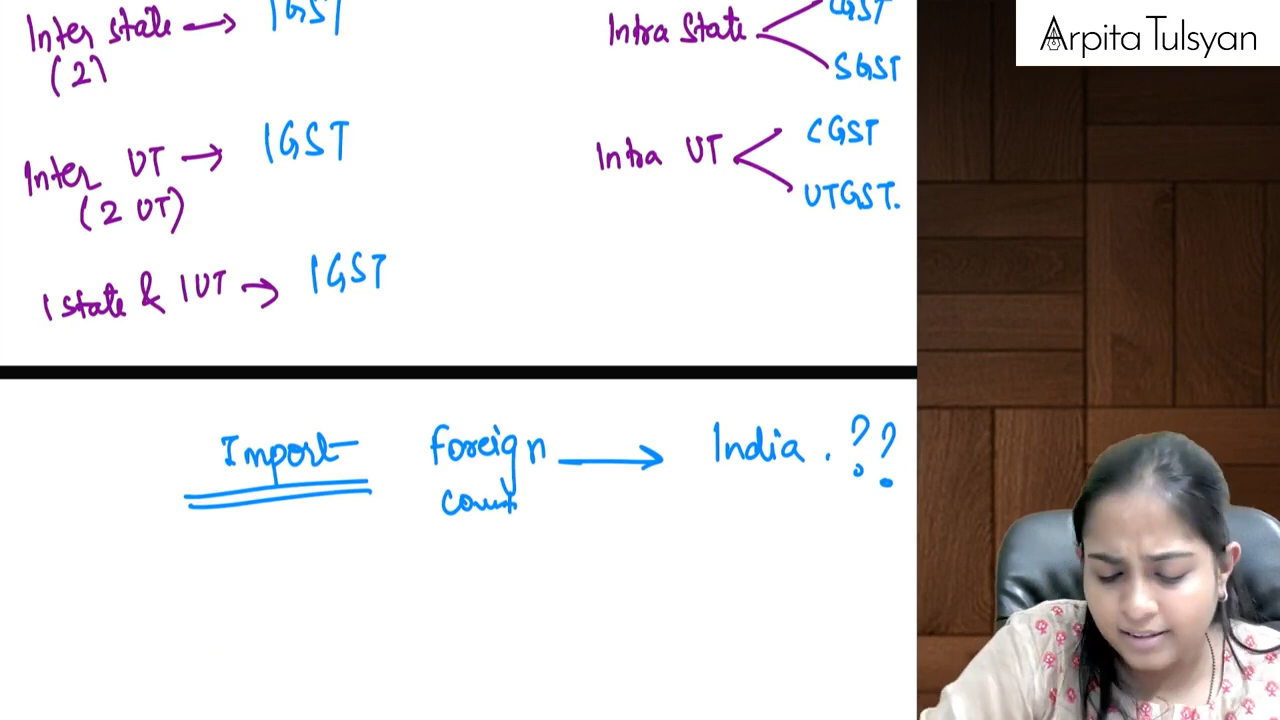 Arpita Tulsyan
Inter state → IGST
(2)
Intra State
CGST
SGST
Inter UT → IGST
(2 UT)
Intra UT
CGST
UTGST.
1 state & 1 UT → IGST
Import Foreign → India . ??
count